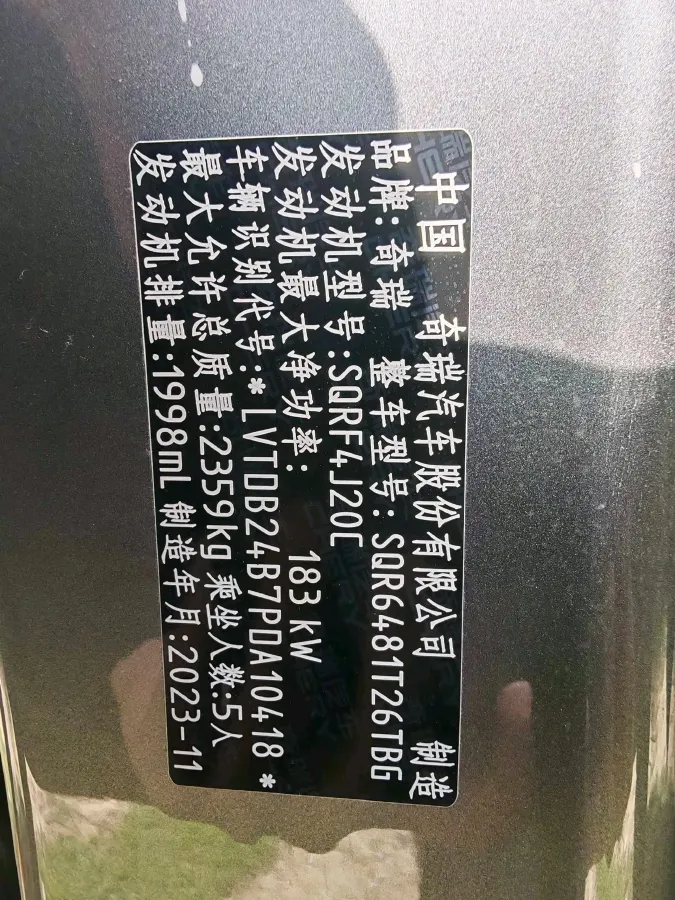 中国 奇瑞汽车股份有限公司 制造
品牌:奇瑞 整车型号:SQR6481T26TBG
发动机型号:SQRF4J20C
发动机最大净功率: 183 kW
车辆识别代号:*LVTDB24B7PDA10418*
最大允许总质量:2359kg 乘坐人数:5人
发动机排量:1998mL 制造年月:2023-11